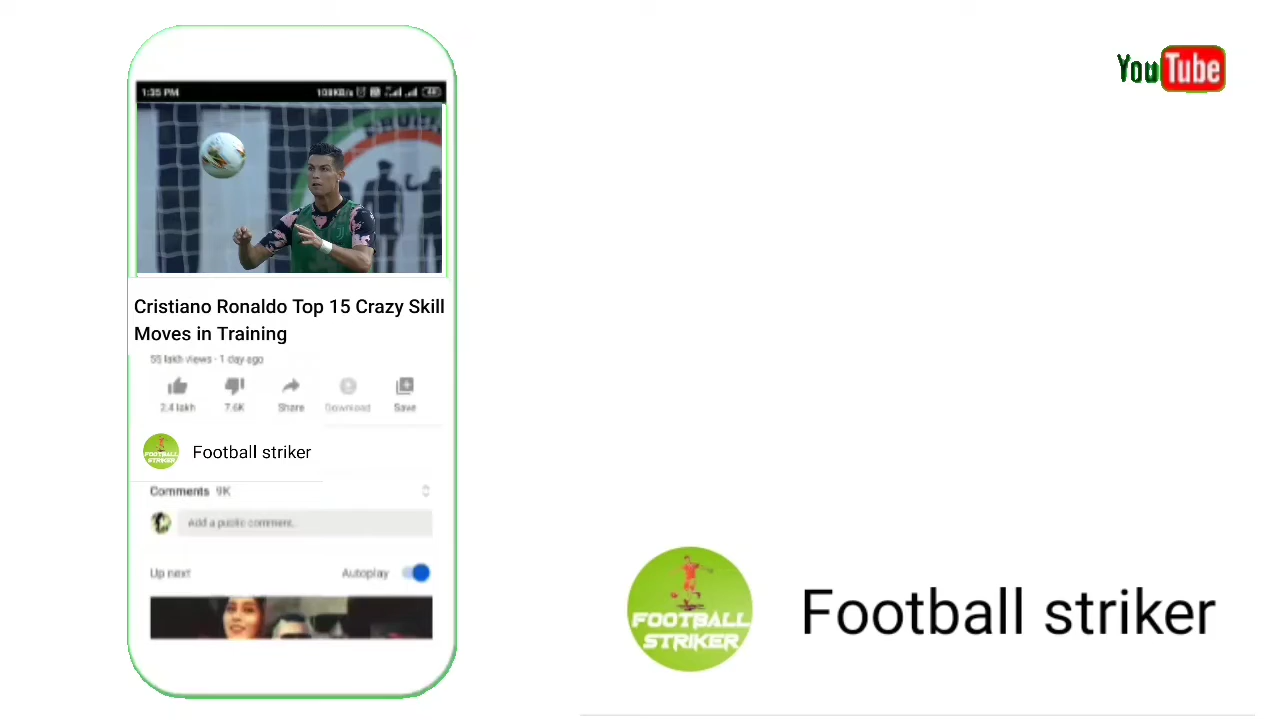 YouTube
1:35 PM
Cristiano Ronaldo Top 15 Crazy Skill
Moves in Training
55 lakh views · 1 day ago
2.4 lakh 7.6K Share Download Save
FOOTBALL
STRIKER
Football striker
Comments 9K
Add a public comment...
Up next Autoplay
FOOTBALL
STRIKER
Football striker